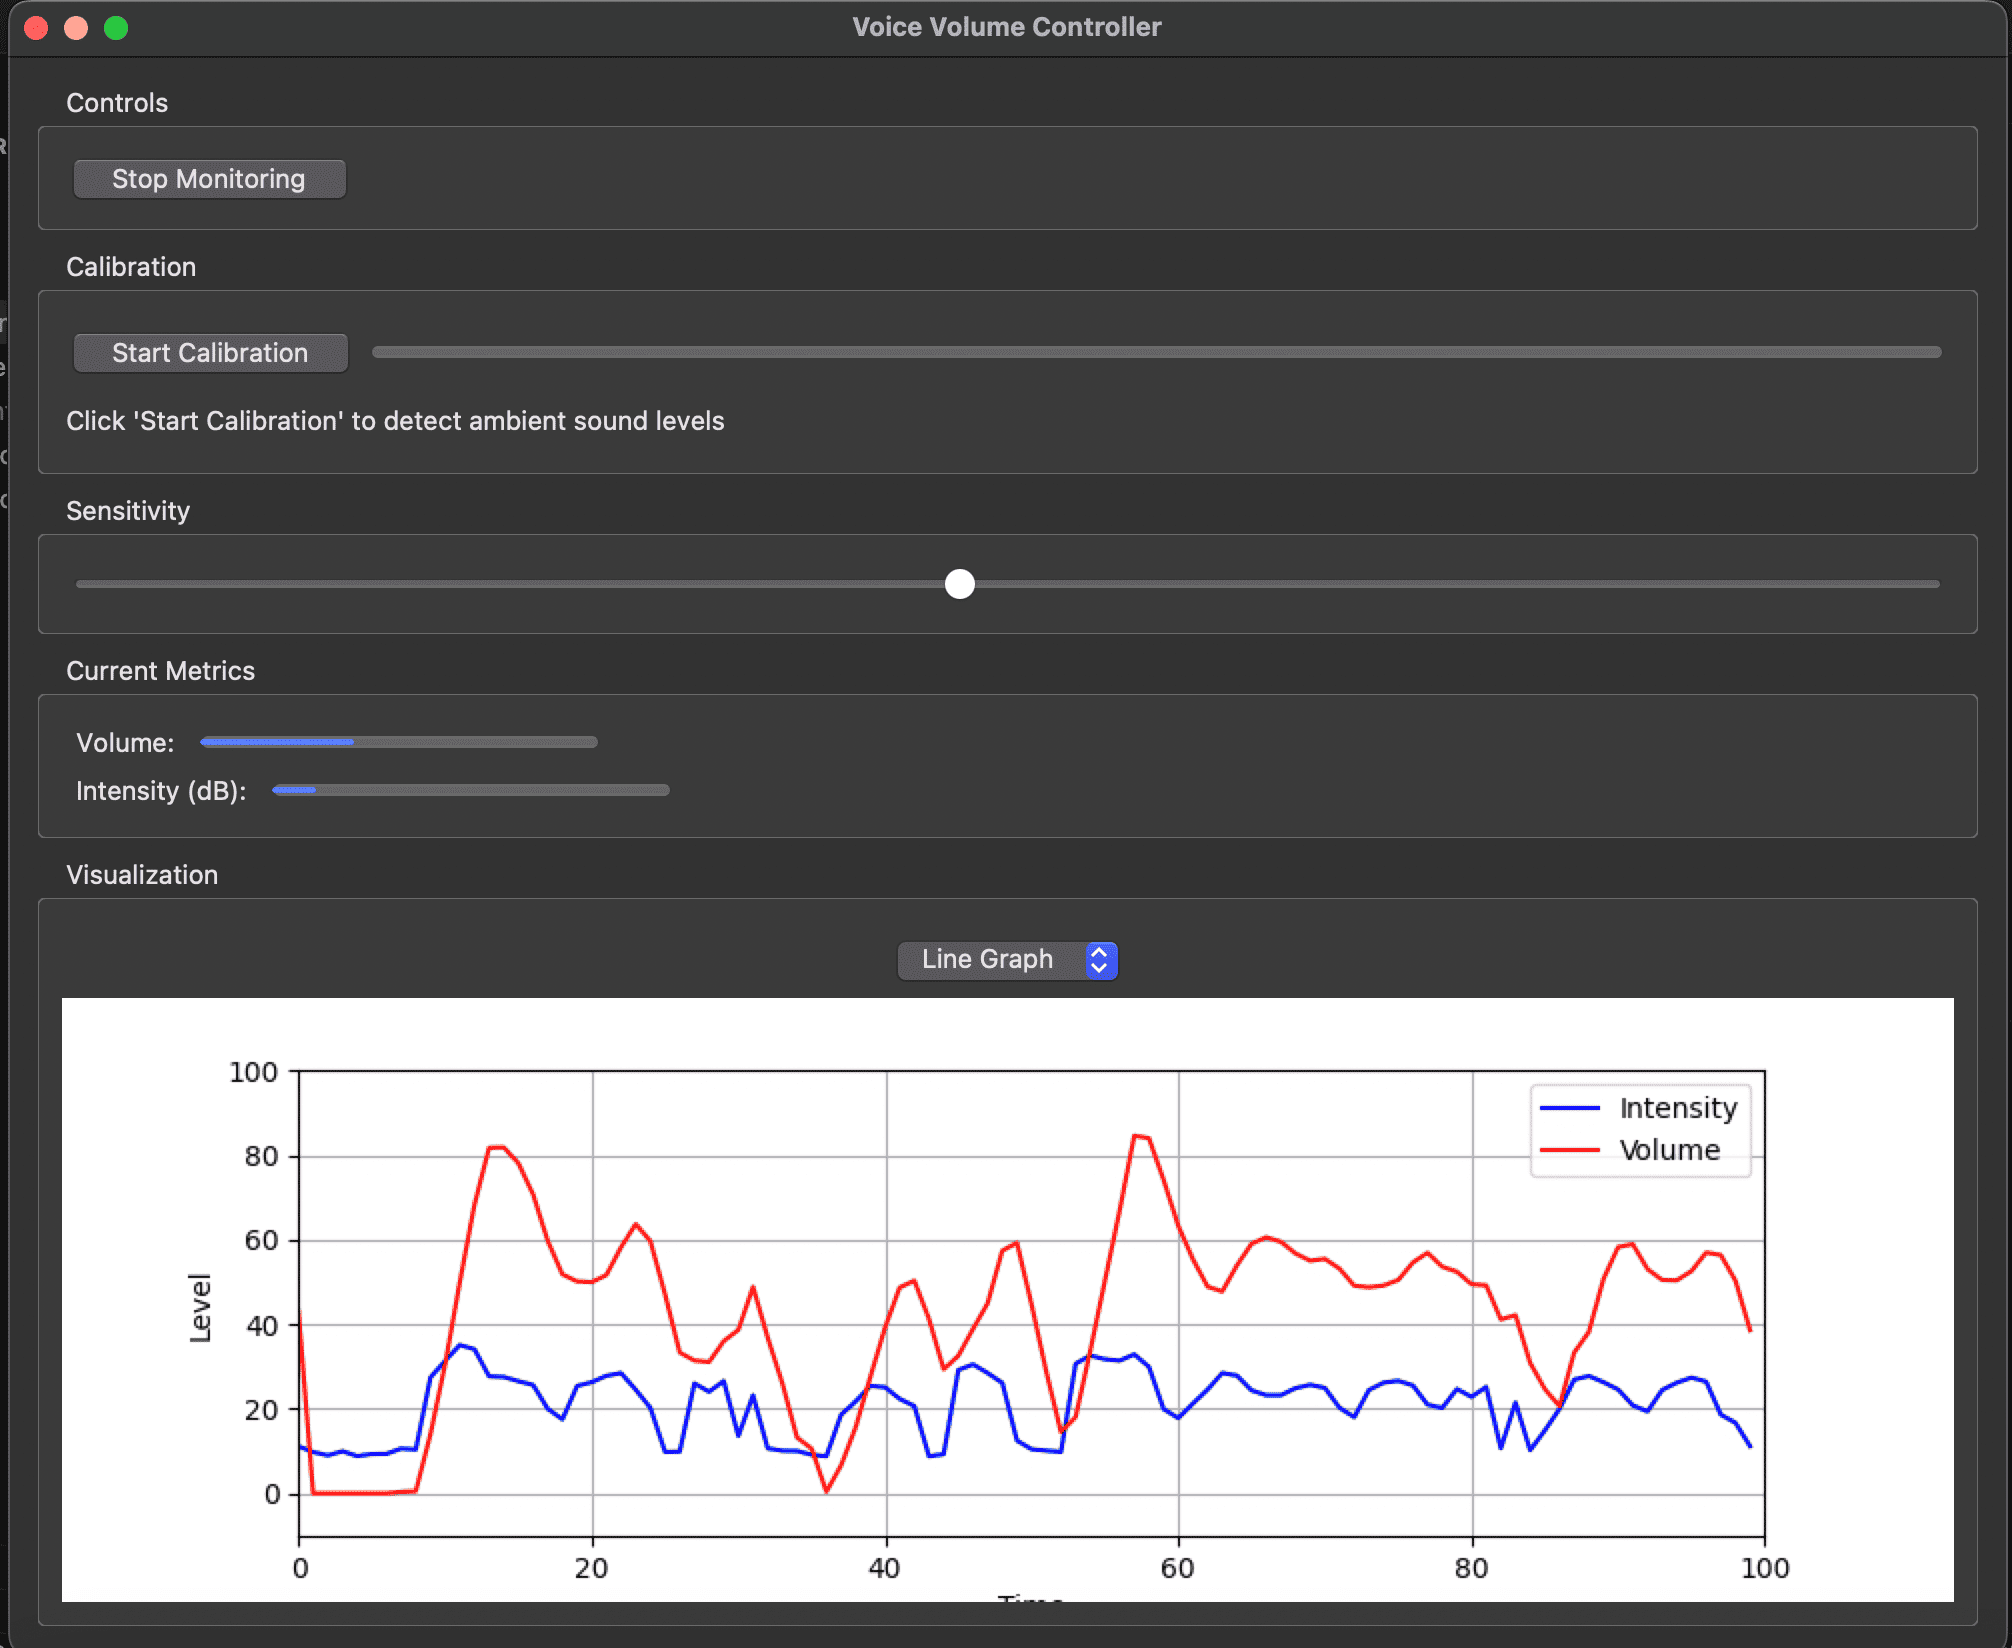 Voice Volume Controller
Controls
Stop Monitoring
Calibration
Start Calibration
Click 'Start Calibration' to detect ambient sound levels
Sensitivity
Current Metrics
Volume:
Intensity (dB):
Visualization
Line Graph
Intensity
Volume
Level
100
80
60
40
20
0
0 20 40 60 80 100
Time